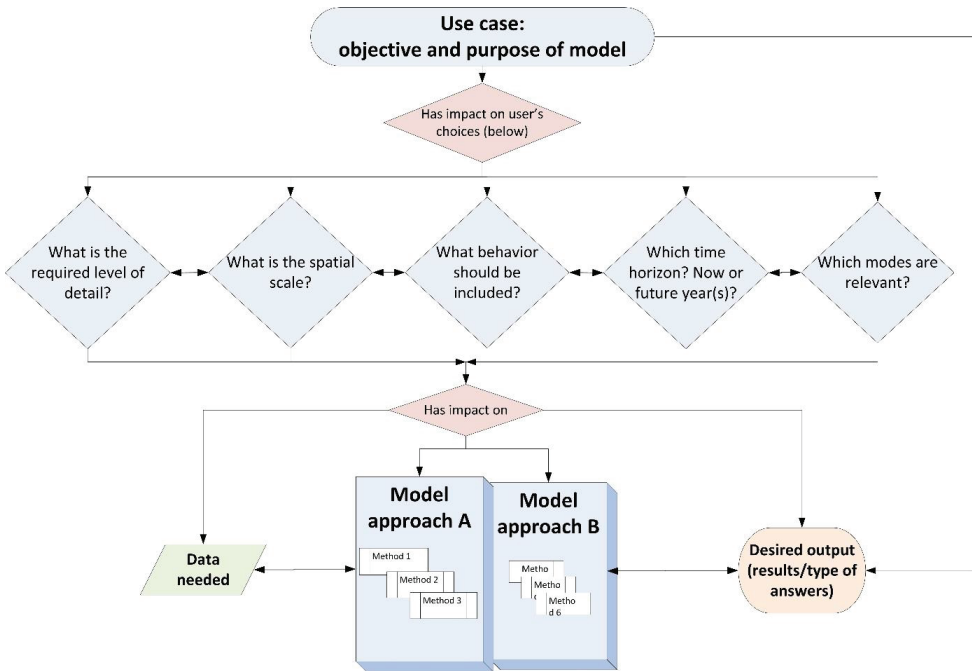 Use case:
objective and purpose of model
Has impact on user's
choices (below)
What is the
required level of
detail?
What is the spatial
scale?
What behavior
should be
included?
Which time
horizon? Now or
future year(s)?
Which modes are
relevant?
Has impact on
Model
approach A
Method 1
Method 2
Method 3
Model
approach B
Metho
Metho
Metho
d 6
Data
needed
Desired output
(results/type of
answers)